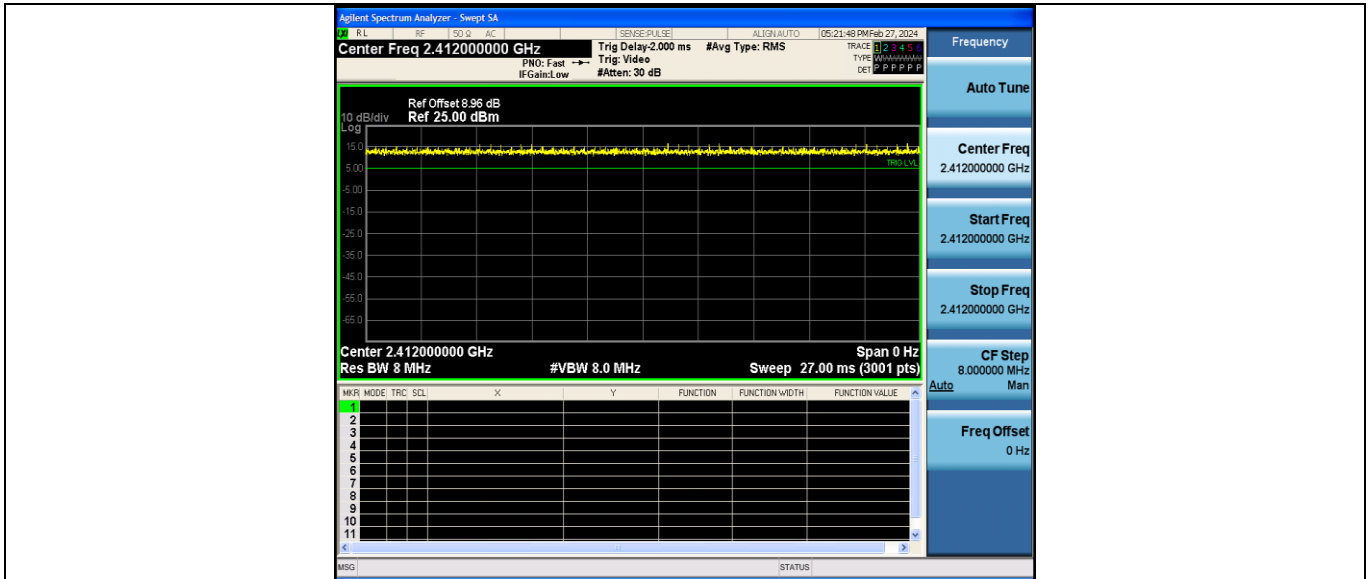 Agilent Spectrum Analyzer - Swept SA
LXI RL RF 50 Ω AC SENSE:PULSE ALIGN AUTO 05:21:48 PM Feb 27, 2024
Center Freq 2.412000000 GHz
PNO: Fast
IFGain:Low
Trig Delay-2.000 ms
Trig: Video
#Atten: 30 dB
#Avg Type: RMS
TRACE 1 2 3 4 5 6
TYPE
DET P P P P P P
Ref Offset 8.96 dB
10 dB/div Ref 25.00 dBm
Log
15.0
5.00
TRIG LVL
-5.00
-15.0
-25.0
-35.0
-45.0
-55.0
-65.0
Center 2.412000000 GHz Span 0 Hz
Res BW 8 MHz #VBW 8.0 MHz Sweep 27.00 ms (3001 pts)
MKR MODE TRC SCL X Y FUNCTION FUNCTION WIDTH FUNCTION VALUE
1
2
3
4
5
6
7
8
9
10
11
MSG STATUS
Frequency
Auto Tune
Center Freq
2.412000000 GHz
Start Freq
2.412000000 GHz
Stop Freq
2.412000000 GHz
CF Step
8.000000 MHz
Auto Man
Freq Offset
0 Hz